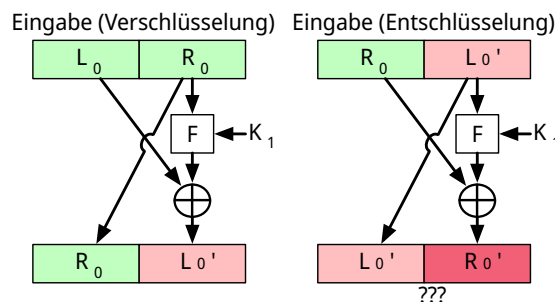 Eingabe (Verschlüsselung) Eingabe (Entschlüsselung)
L₀ R₀ R₀ L₀'
F K₁ F K
R₀ L₀' L₀' R₀'
???